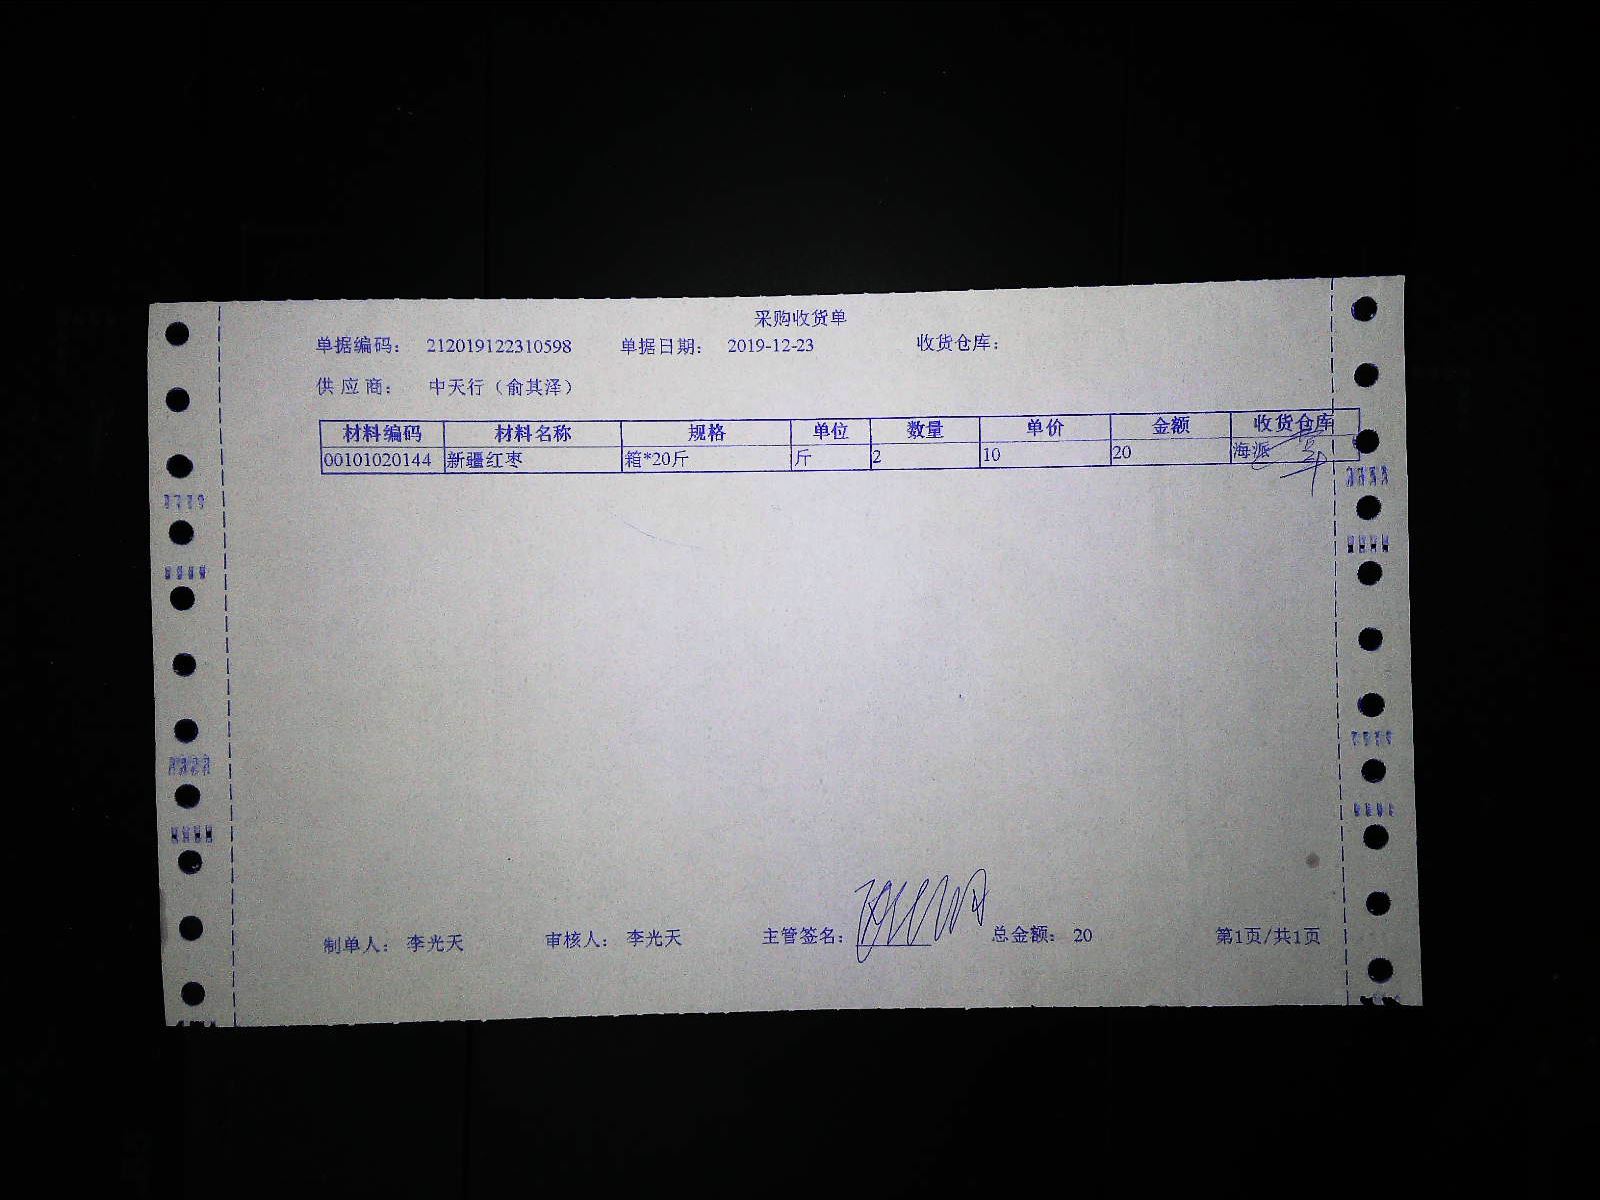 采购收货单
单据编码: 212019122310598 单据日期: 2019-12-23 收货仓库:
供应商: 中天行（俞其泽）
材料编码 材料名称 规格 单位 数量 单价 金额 收货仓库
00101020144 新疆红枣 箱*20斤 斤 2 10 20 海派
制单人: 李光天 审核人: 李光天 主管签名: 总金额: 20 第1页/共1页